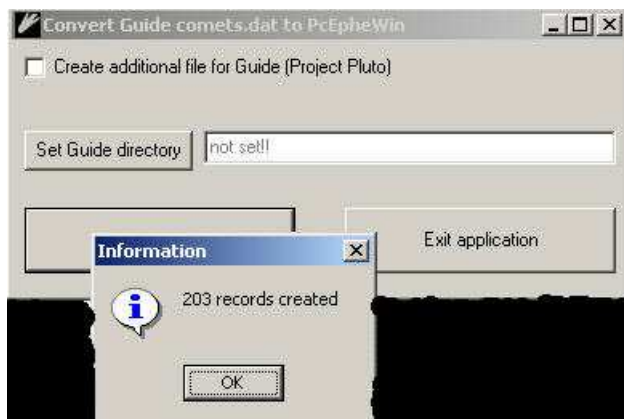 Convert Guide comets.dat to PcEpheWin
Create additional file for Guide (Project Pluto)
Set Guide directory
not set!!
Exit application
Information
203 records created
OK